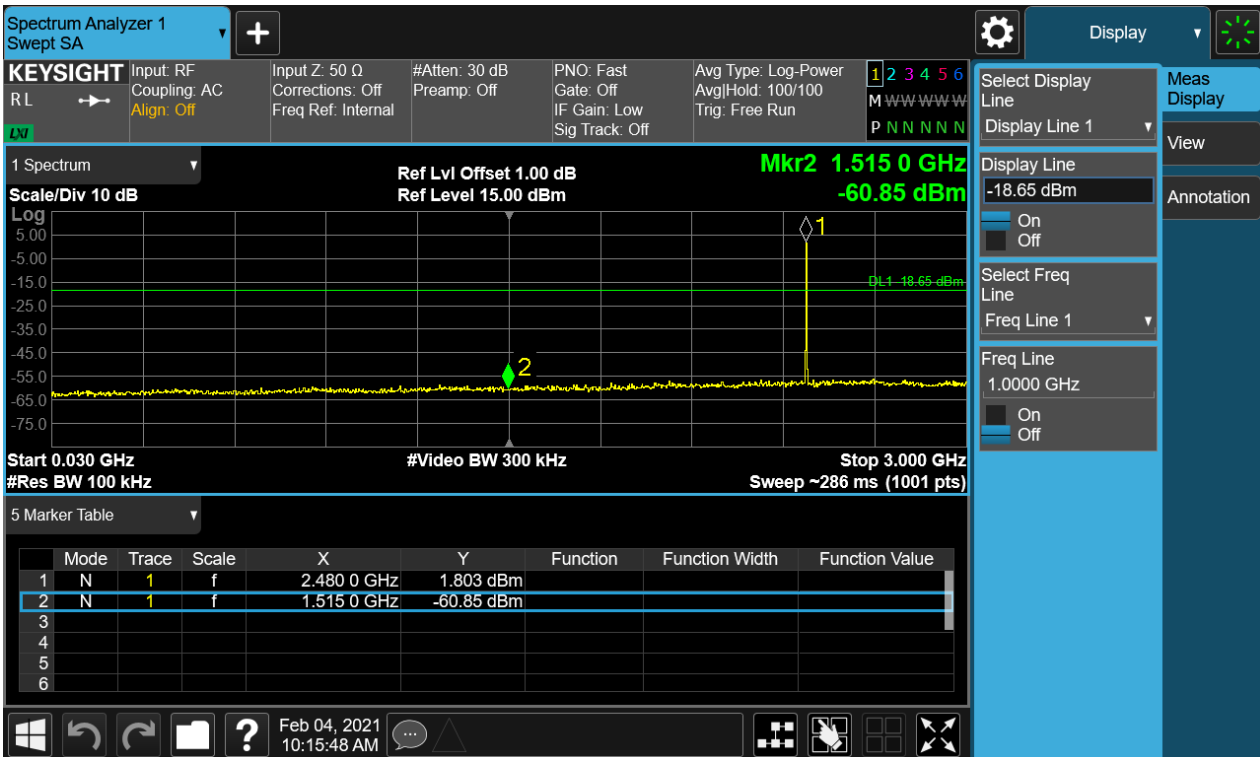 Spectrum Analyzer 1
Swept SA
+
Display
KEYSIGHT
R L
LXI
Input: RF
Coupling: AC
Align: Off
Input Z: 50 Ω
Corrections: Off
Freq Ref: Internal
#Atten: 30 dB
Preamp: Off
PNO: Fast
Gate: Off
IF Gain: Low
Sig Track: Off
Avg Type: Log-Power
Avg|Hold: 100/100
Trig: Free Run
1 2 3 4 5 6
M W W W W W
P N N N N N
1 Spectrum
Scale/Div 10 dB
Ref Lvl Offset 1.00 dB
Ref Level 15.00 dBm
Mkr2 1.515 0 GHz
-60.85 dBm
Log
5.00
-5.00
-15.0
-25.0
-35.0
-45.0
-55.0
-65.0
-75.0
1
DL1 -18.65 dBm
2
Start 0.030 GHz
#Res BW 100 kHz
#Video BW 300 kHz
Stop 3.000 GHz
Sweep ~286 ms (1001 pts)
5 Marker Table
Mode Trace Scale X Y Function Function Width Function Value
1 N 1 f 2.480 0 GHz 1.803 dBm
2 N 1 f 1.515 0 GHz -60.85 dBm
3
4
5
6
?
Feb 04, 2021
10:15:48 AM
Select Display
Line
Display Line 1
Display Line
-18.65 dBm
On
Off
Select Freq
Line
Freq Line 1
Freq Line
1.0000 GHz
On
Off
Meas
Display
View
Annotation